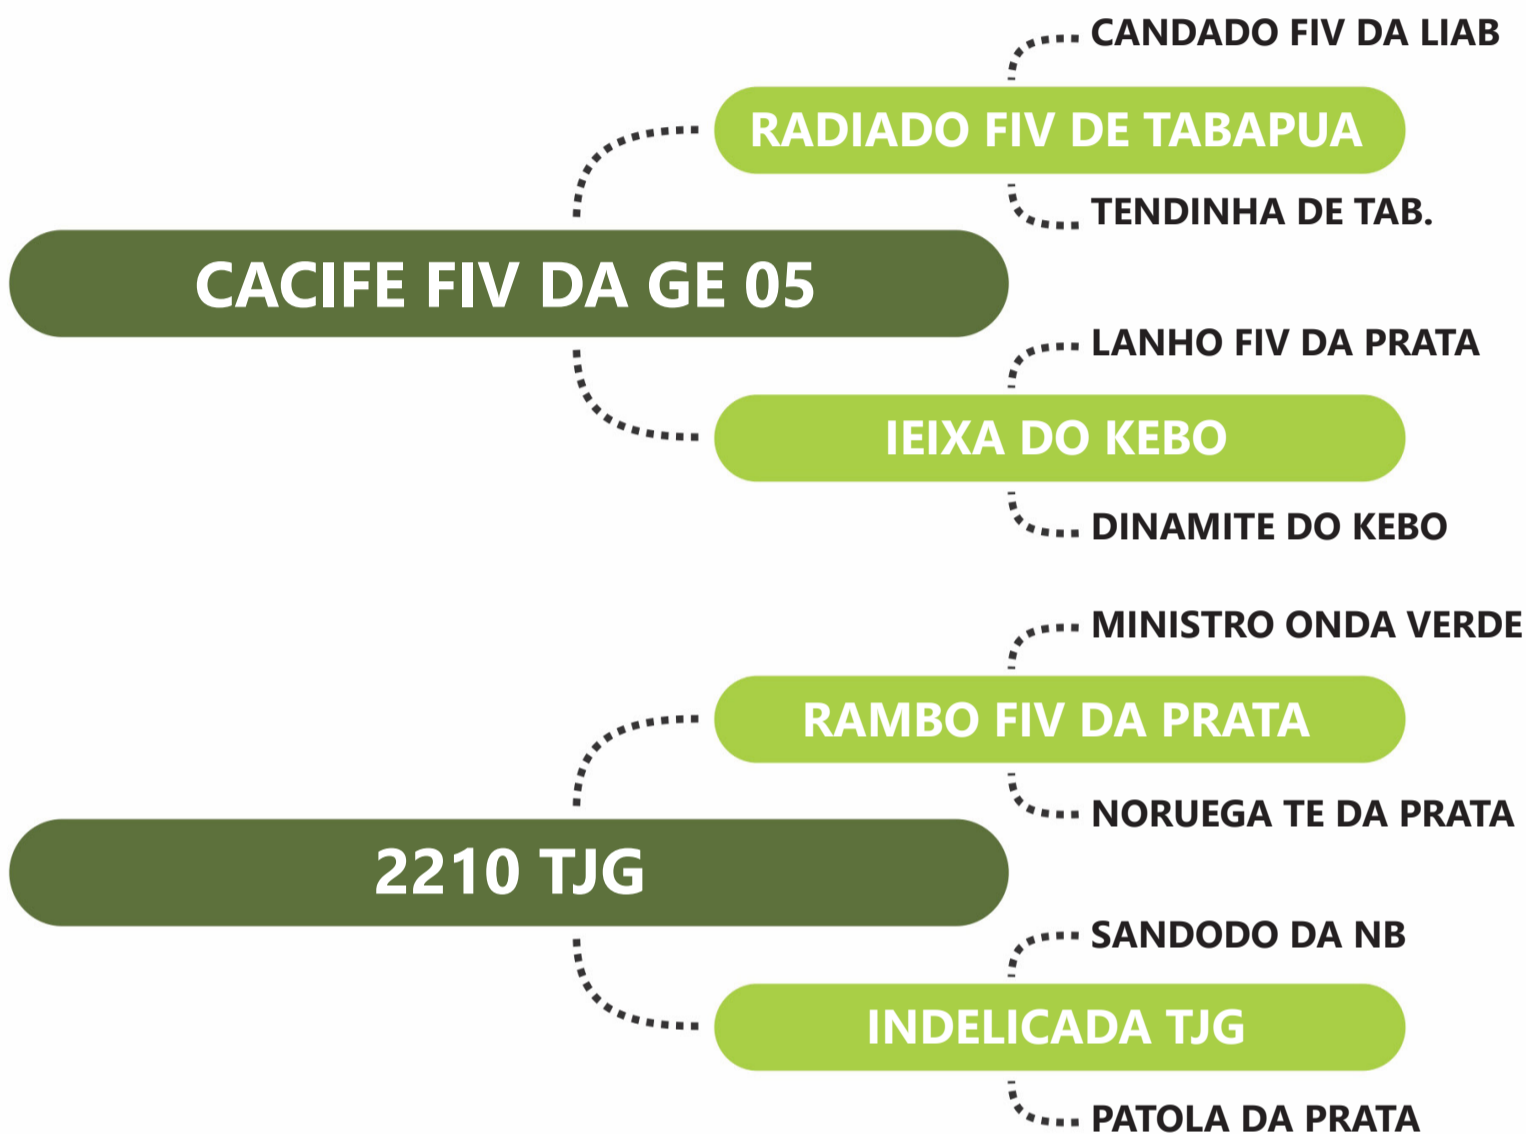 CANDADO FIV DA LIAB
RADIADO FIV DE TABAPUA
TENDINHA DE TAB.
CACIFE FIV DA GE 05
LANHO FIV DA PRATA
IEIXA DO KEBO
DINAMITE DO KEBO
MINISTRO ONDA VERDE
RAMBO FIV DA PRATA
NORUEGA TE DA PRATA
2210 TJG
SANDODO DA NB
INDELICADA TJG
PATOLA DA PRATA